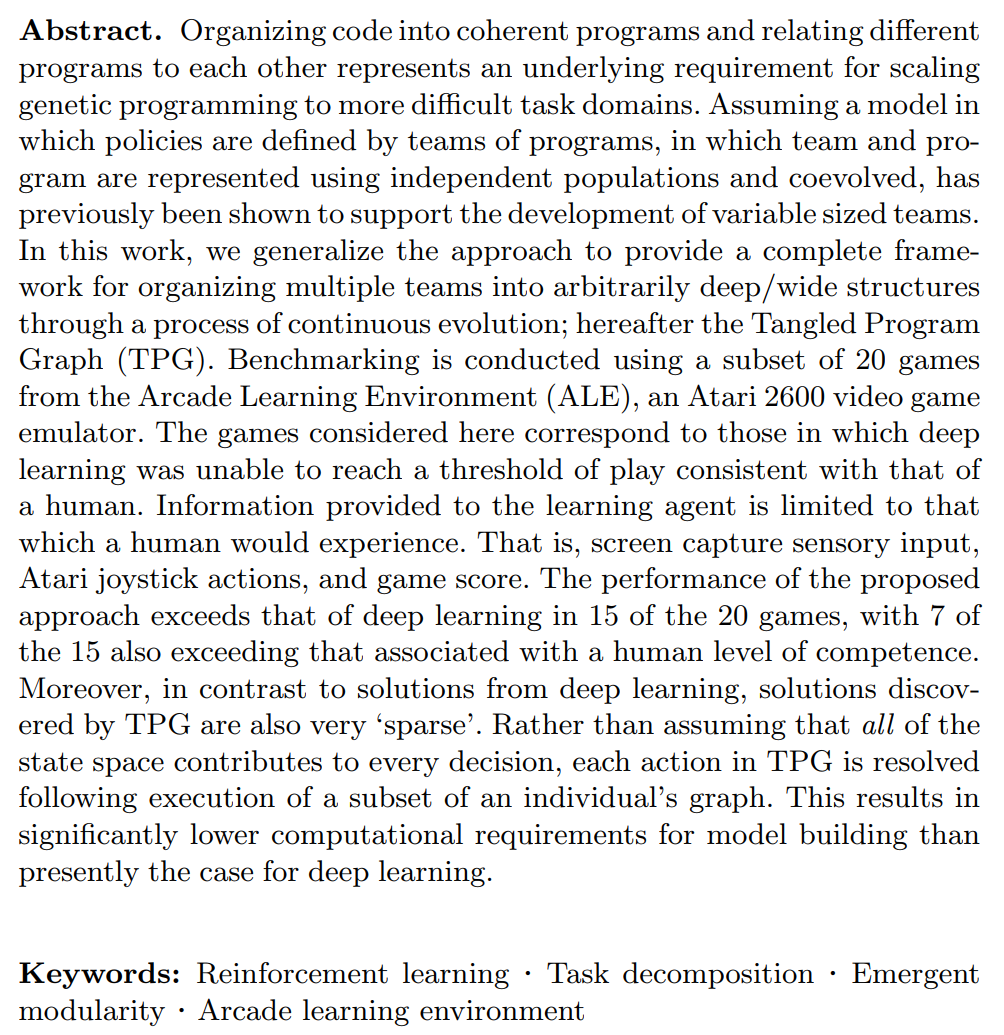 Abstract. Organizing code into coherent programs and relating different
programs to each other represents an underlying requirement for scaling
genetic programming to more difficult task domains. Assuming a model in
which policies are defined by teams of programs, in which team and pro-
gram are represented using independent populations and coevolved, has
previously been shown to support the development of variable sized teams.
In this work, we generalize the approach to provide a complete frame-
work for organizing multiple teams into arbitrarily deep/wide structures
through a process of continuous evolution; hereafter the Tangled Program
Graph (TPG). Benchmarking is conducted using a subset of 20 games
from the Arcade Learning Environment (ALE), an Atari 2600 video game
emulator. The games considered here correspond to those in which deep
learning was unable to reach a threshold of play consistent with that of
a human. Information provided to the learning agent is limited to that
which a human would experience. That is, screen capture sensory input,
Atari joystick actions, and game score. The performance of the proposed
approach exceeds that of deep learning in 15 of the 20 games, with 7 of
the 15 also exceeding that associated with a human level of competence.
Moreover, in contrast to solutions from deep learning, solutions discov-
ered by TPG are also very ‘sparse’. Rather than assuming that all of the
state space contributes to every decision, each action in TPG is resolved
following execution of a subset of an individual’s graph. This results in
significantly lower computational requirements for model building than
presently the case for deep learning.
Keywords: Reinforcement learning · Task decomposition · Emergent
modularity · Arcade learning environment